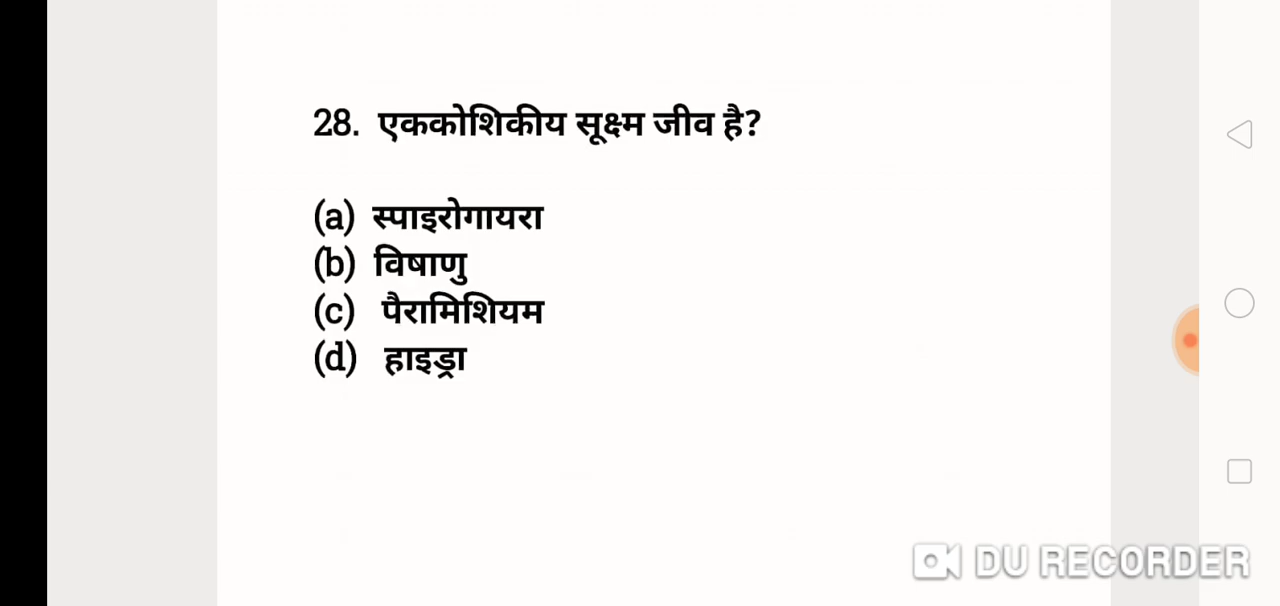 28. एककोशिकीय सूक्ष्म जीव है?
(a) स्पाइरोगायरा
(b) विषाणु
(c) पैरामिशियम
(d) हाइड्रा
DU RECORDER